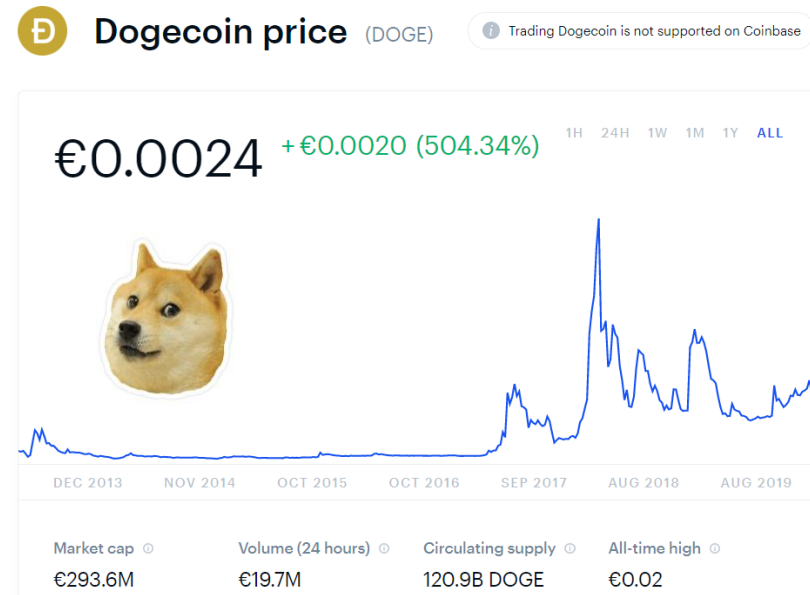 Đ
Dogecoin price (DOGE)
i Trading Dogecoin is not supported on Coinbase
€0.0024 +€0.0020 (504.34%)
1H 24H 1W 1M 1Y ALL
DEC 2013 NOV 2014 OCT 2015 OCT 2016 SEP 2017 AUG 2018 AUG 2019
Market cap Volume (24 hours) Circulating supply All-time high
€293.6M €19.7M 120.9B DOGE €0.02